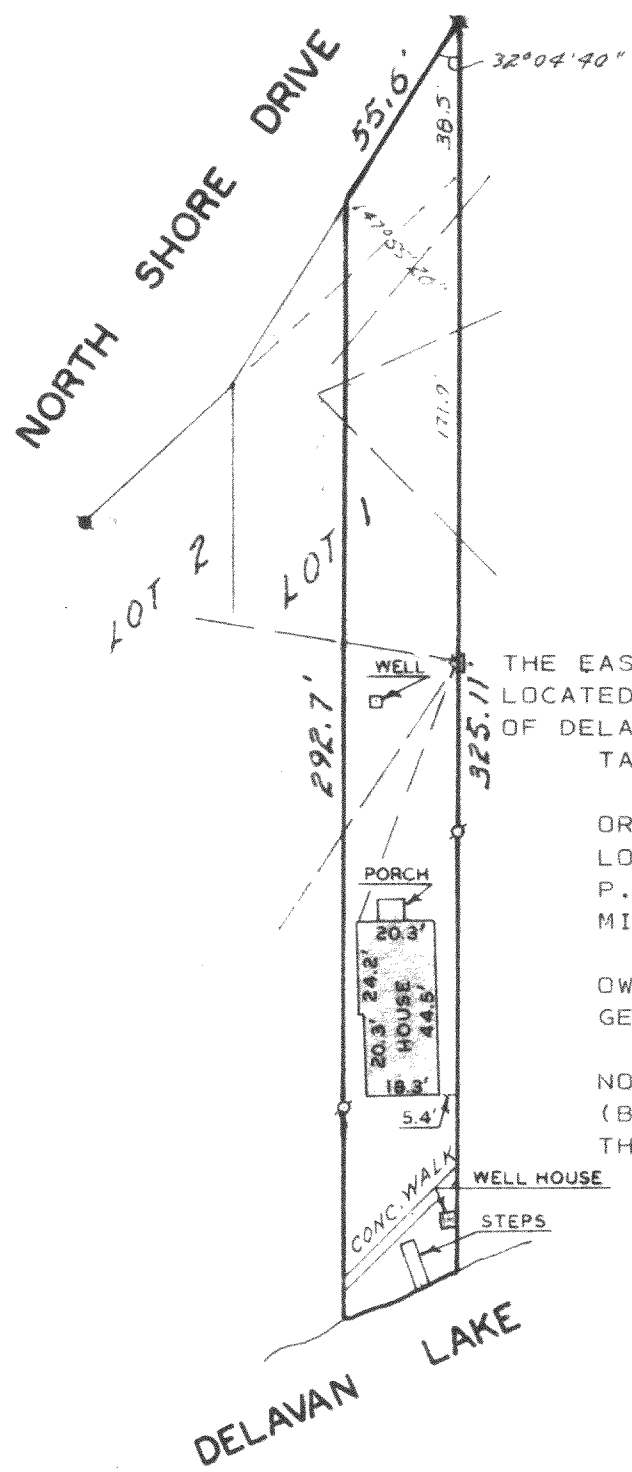 NORTH SHORE DRIVE
32°04'40"
55.6'
38.5'
LOT 2
LOT 1
292.7'
325.11'
WELL
THE EAS
LOCATED
OF DELA
TA
OR
LO
P.
MI
OW
GE
NO
(B
TH
PORCH
20.3'
24.2'
20.3'
HOUSE
44.5'
18.3'
5.4'
CONC. WALK
WELL HOUSE
STEPS
DELAVAN LAKE